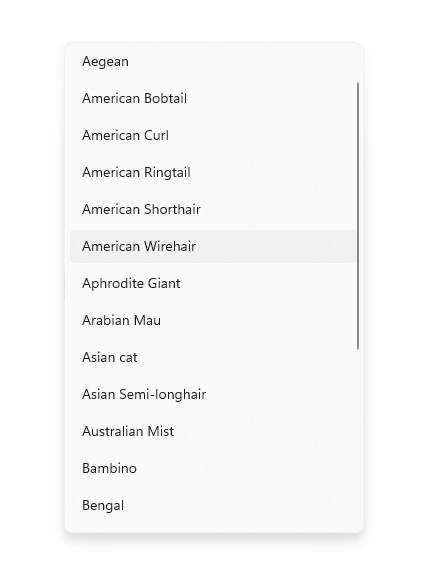 Aegean
American Bobtail
American Curl
American Ringtail
American Shorthair
American Wirehair
Aphrodite Giant
Arabian Mau
Asian cat
Asian Semi-longhair
Australian Mist
Bambino
Bengal